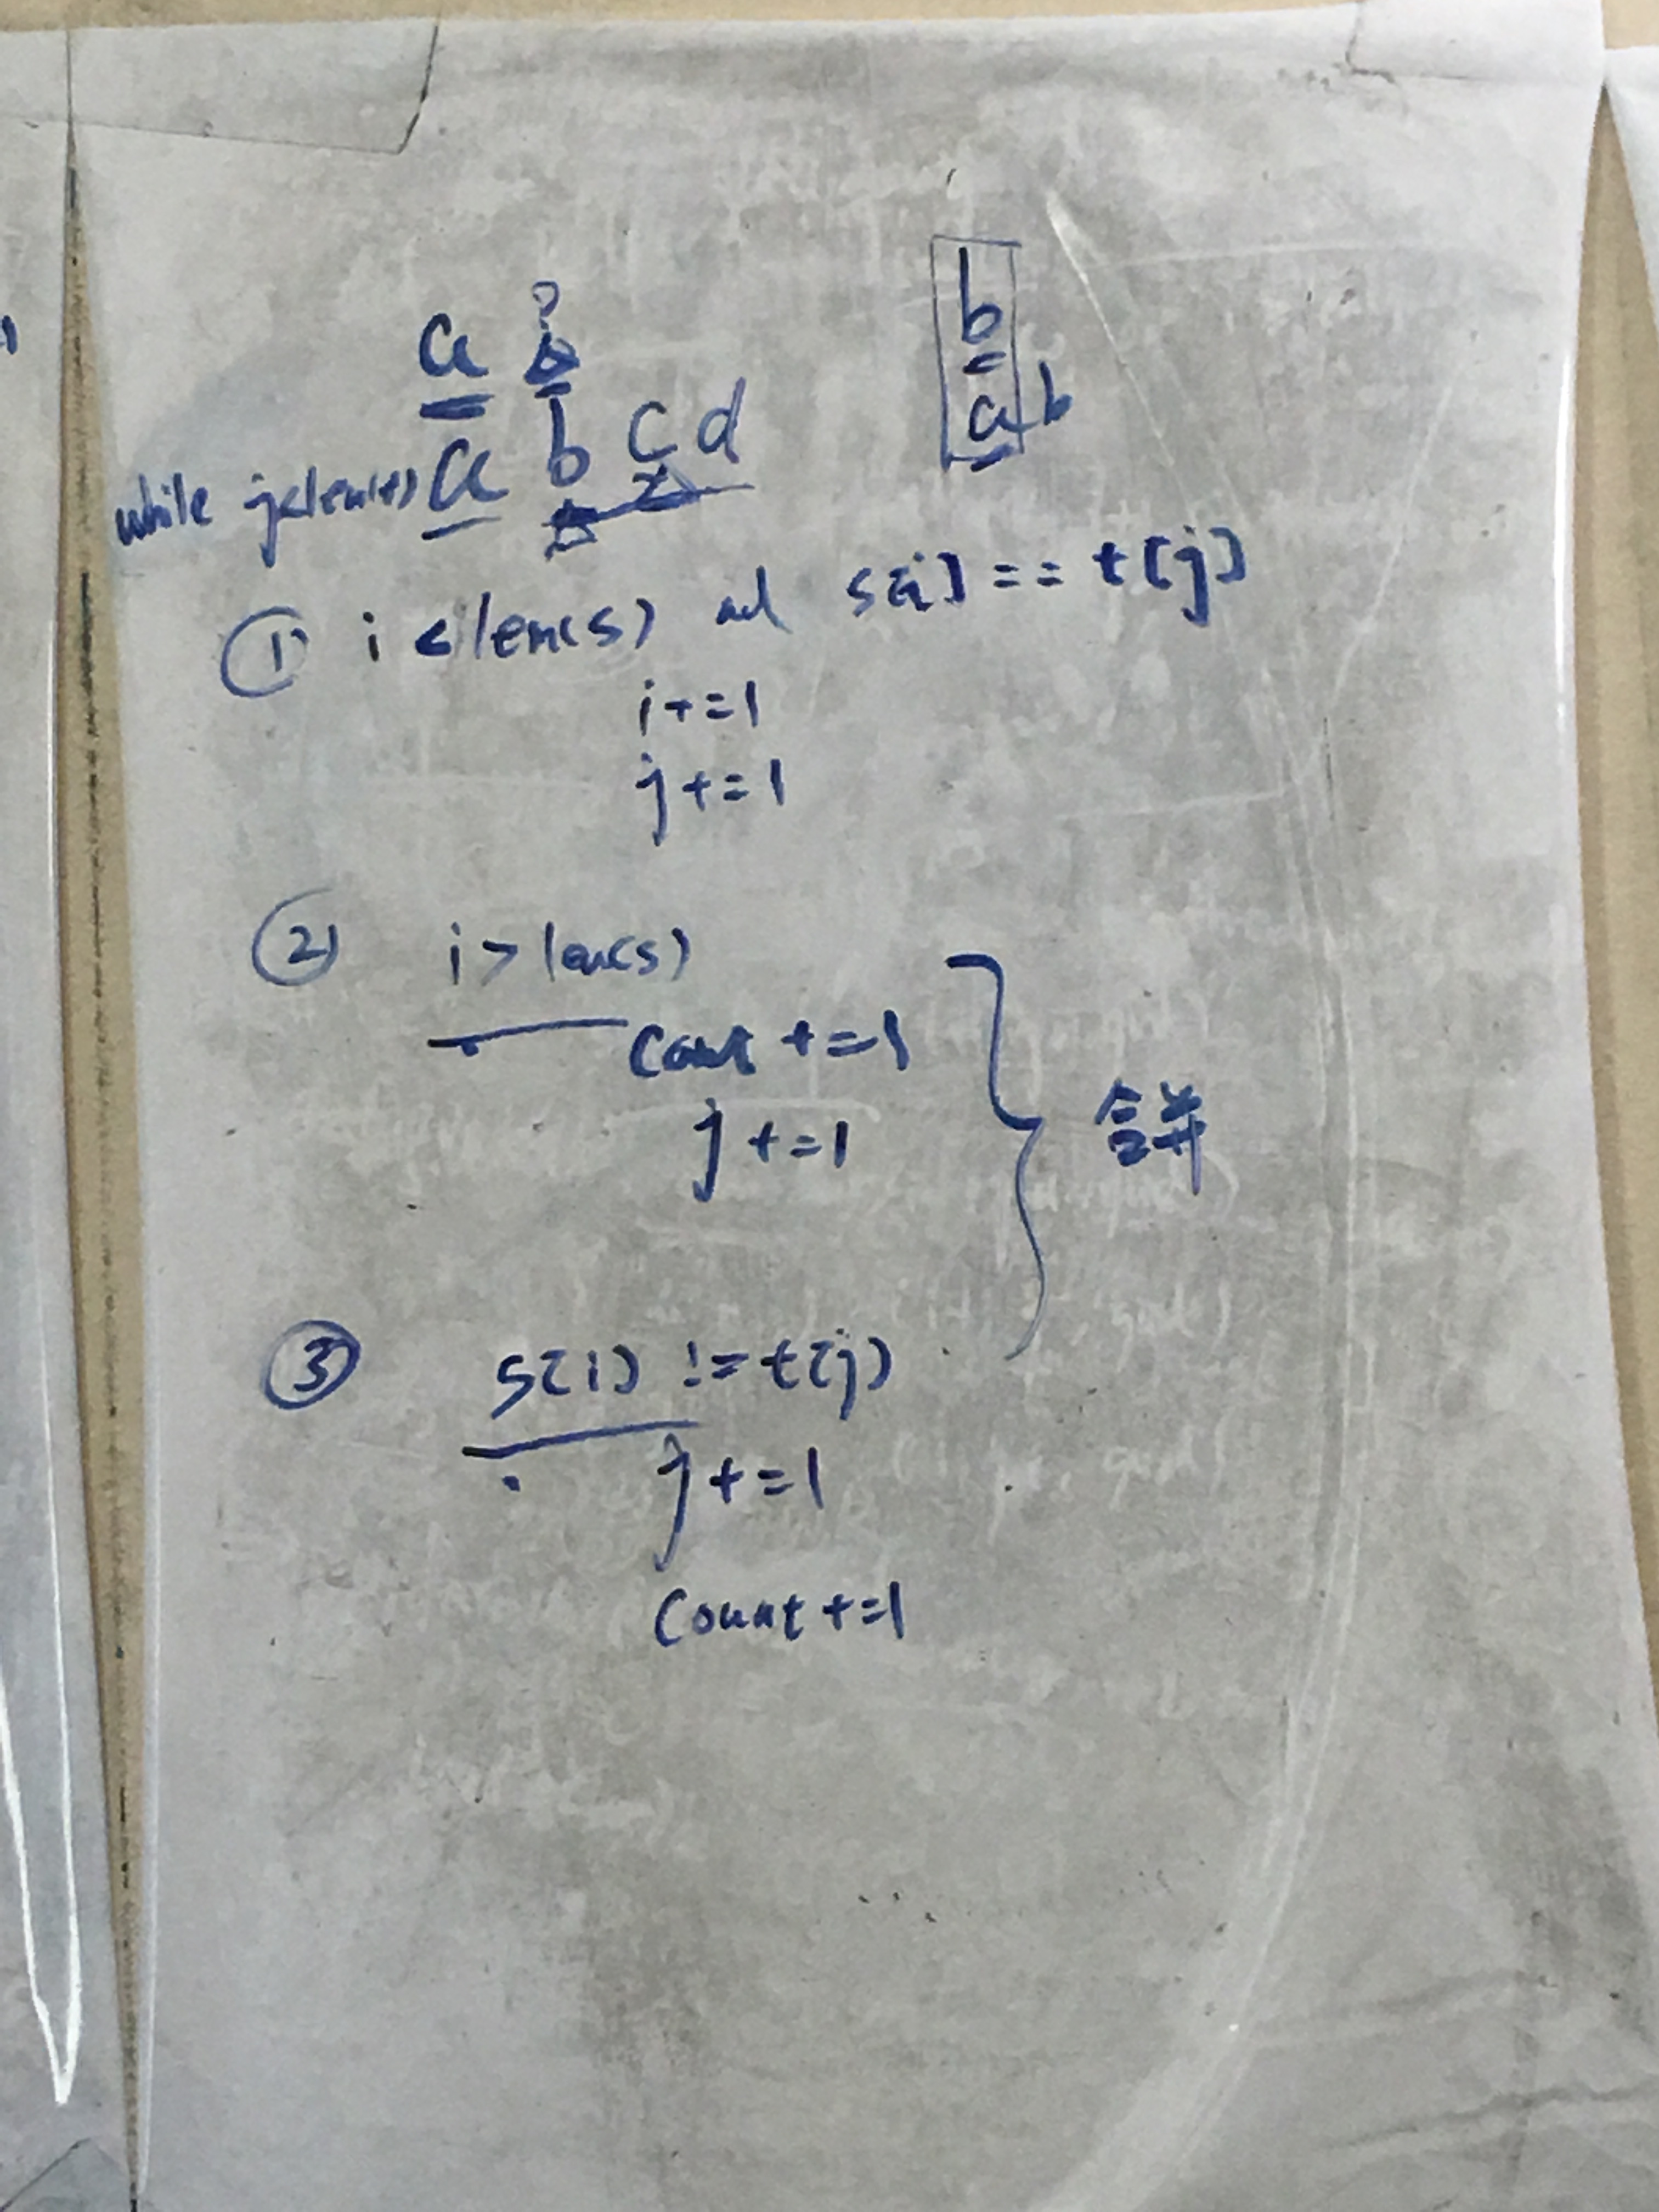 a b
b
a b
a b c d
while j<len(t)
① i < len(s) and s[i] == t[j]
i+=1
j+=1
② i > len(s)
count +=1
j +=1
合并
③ s[i] != t[j]
j+=1
count+=1